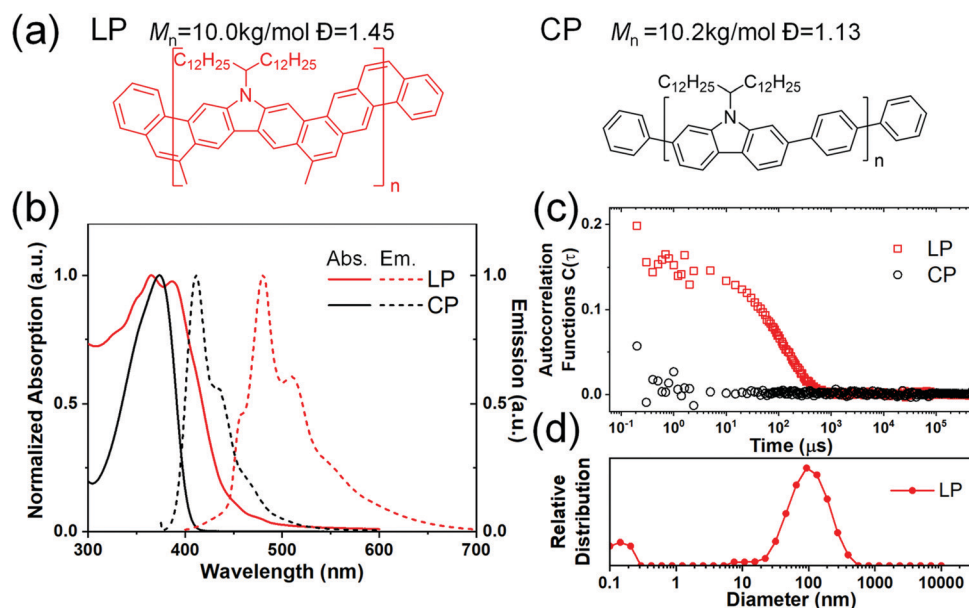 (a) LP Mn=10.0kg/mol Đ=1.45
CP Mn=10.2kg/mol Đ=1.13
C12H25 C12H25
N
n
C12H25 C12H25
N
n
(b)
Normalized Absorption (a.u.)
1.0
0.5
0.0
Abs. Em.
LP
CP
1.0
0.5
0.0
Emission (a.u.)
300 400 500 600 700
Wavelength (nm)
(c)
Autocorrelation
Functions C(τ)
0.2
0.1
0.0
LP
CP
10⁻¹ 10⁰ 10¹ 10² 10³ 10⁴ 10⁵
Time (μs)
(d)
Relative
Distribution
LP
0.1 1 10 100 1000 10000
Diameter (nm)